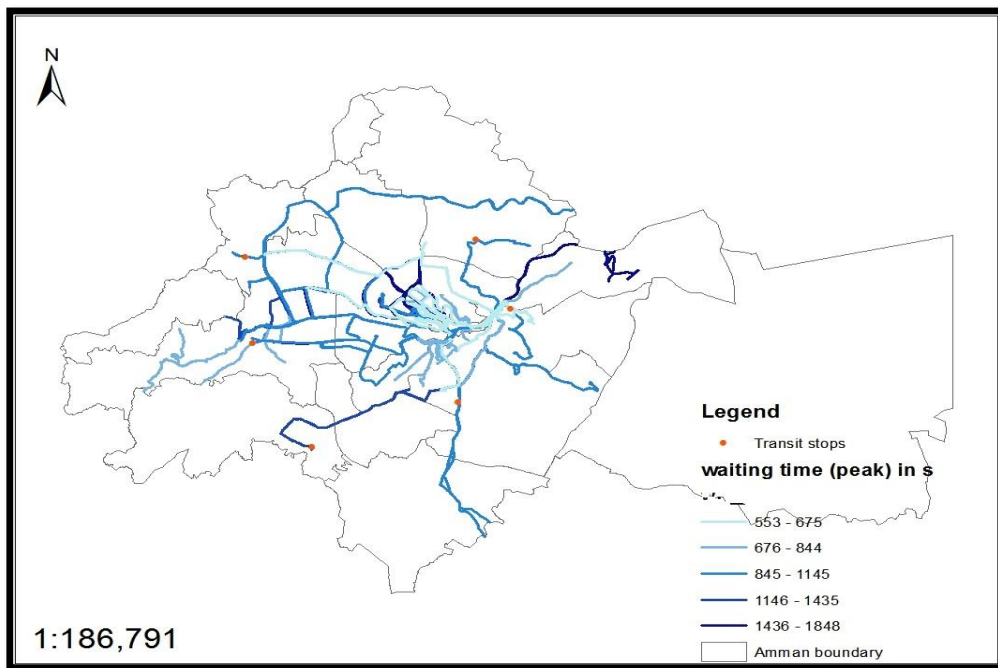 N
Legend
Transit stops
waiting time (peak) in s
553 - 675
676 - 844
845 - 1145
1146 - 1435
1436 - 1848
Amman boundary
1:186,791